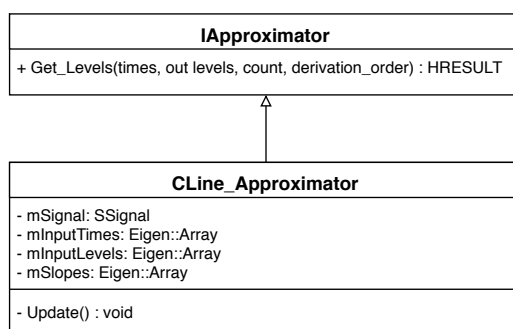 IApproximator
+ Get_Levels(times, out levels, count, derivation_order) : HRESULT
CLine_Approximator
- mSignal: SSignal
- mInputTimes: Eigen::Array
- mInputLevels: Eigen::Array
- mSlopes: Eigen::Array
- Update() : void